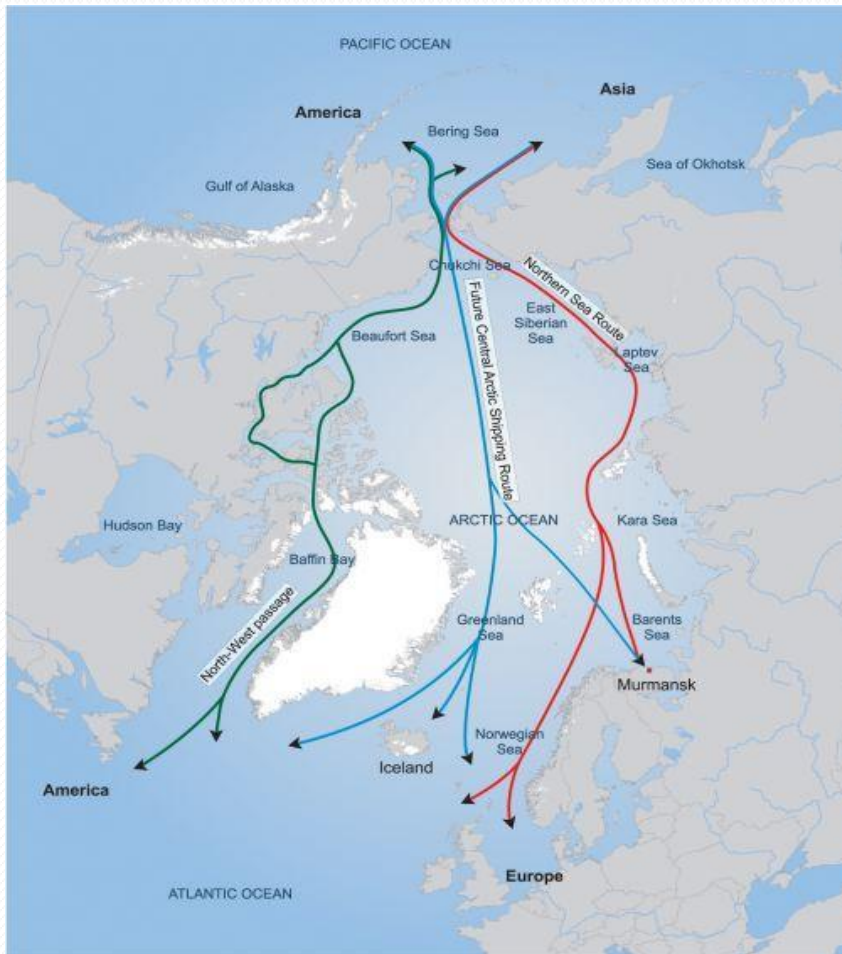 PACIFIC OCEAN
America
Asia
Bering Sea
Sea of Okhotsk
Gulf of Alaska
Chukchi Sea
Northern Sea Route
Future Central Arctic Shipping Route
East
Siberian
Sea
Beaufort Sea
Laptev
Sea
ARCTIC OCEAN
Kara Sea
Hudson Bay
Baffin Bay
North-West passage
Greenland
Sea
Barents
Sea
Murmansk
Norwegian
Sea
Iceland
America
Europe
ATLANTIC OCEAN